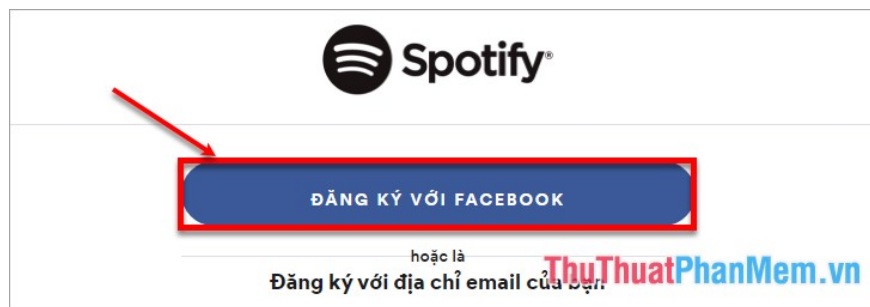 Spotify®
ĐĂNG KÝ VỚI FACEBOOK
hoặc là
Đăng ký với địa chỉ email của bạn
ThuThuatPhanMem.vn